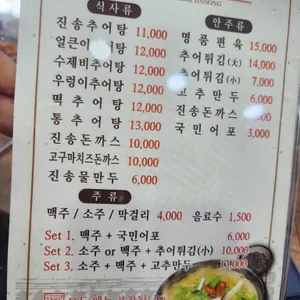 식사류
진송추어탕 11,000
얼큰이추어탕 12,000
수제비추어탕 12,000
우렁이추어탕 12,000
떡추어탕 12,000
통추어탕 13,000
진송돈까스 10,000
고구마치즈돈까스 10,000
진송물만두 6,000
안주류
명품편육 15,000
추어튀김(大) 14,000
추어튀김(小) 7,000
고추만두
진송돈까스
국민어포 3,000
주류
맥주 / 소주 / 막걸리 4,000 음료수 1,500
Set 1. 맥주 + 국민어포 6,000
Set 2. 소주 or 맥주 + 추어튀김(小) 10,000
Set 3. 소주 + 맥주 + 고추만두